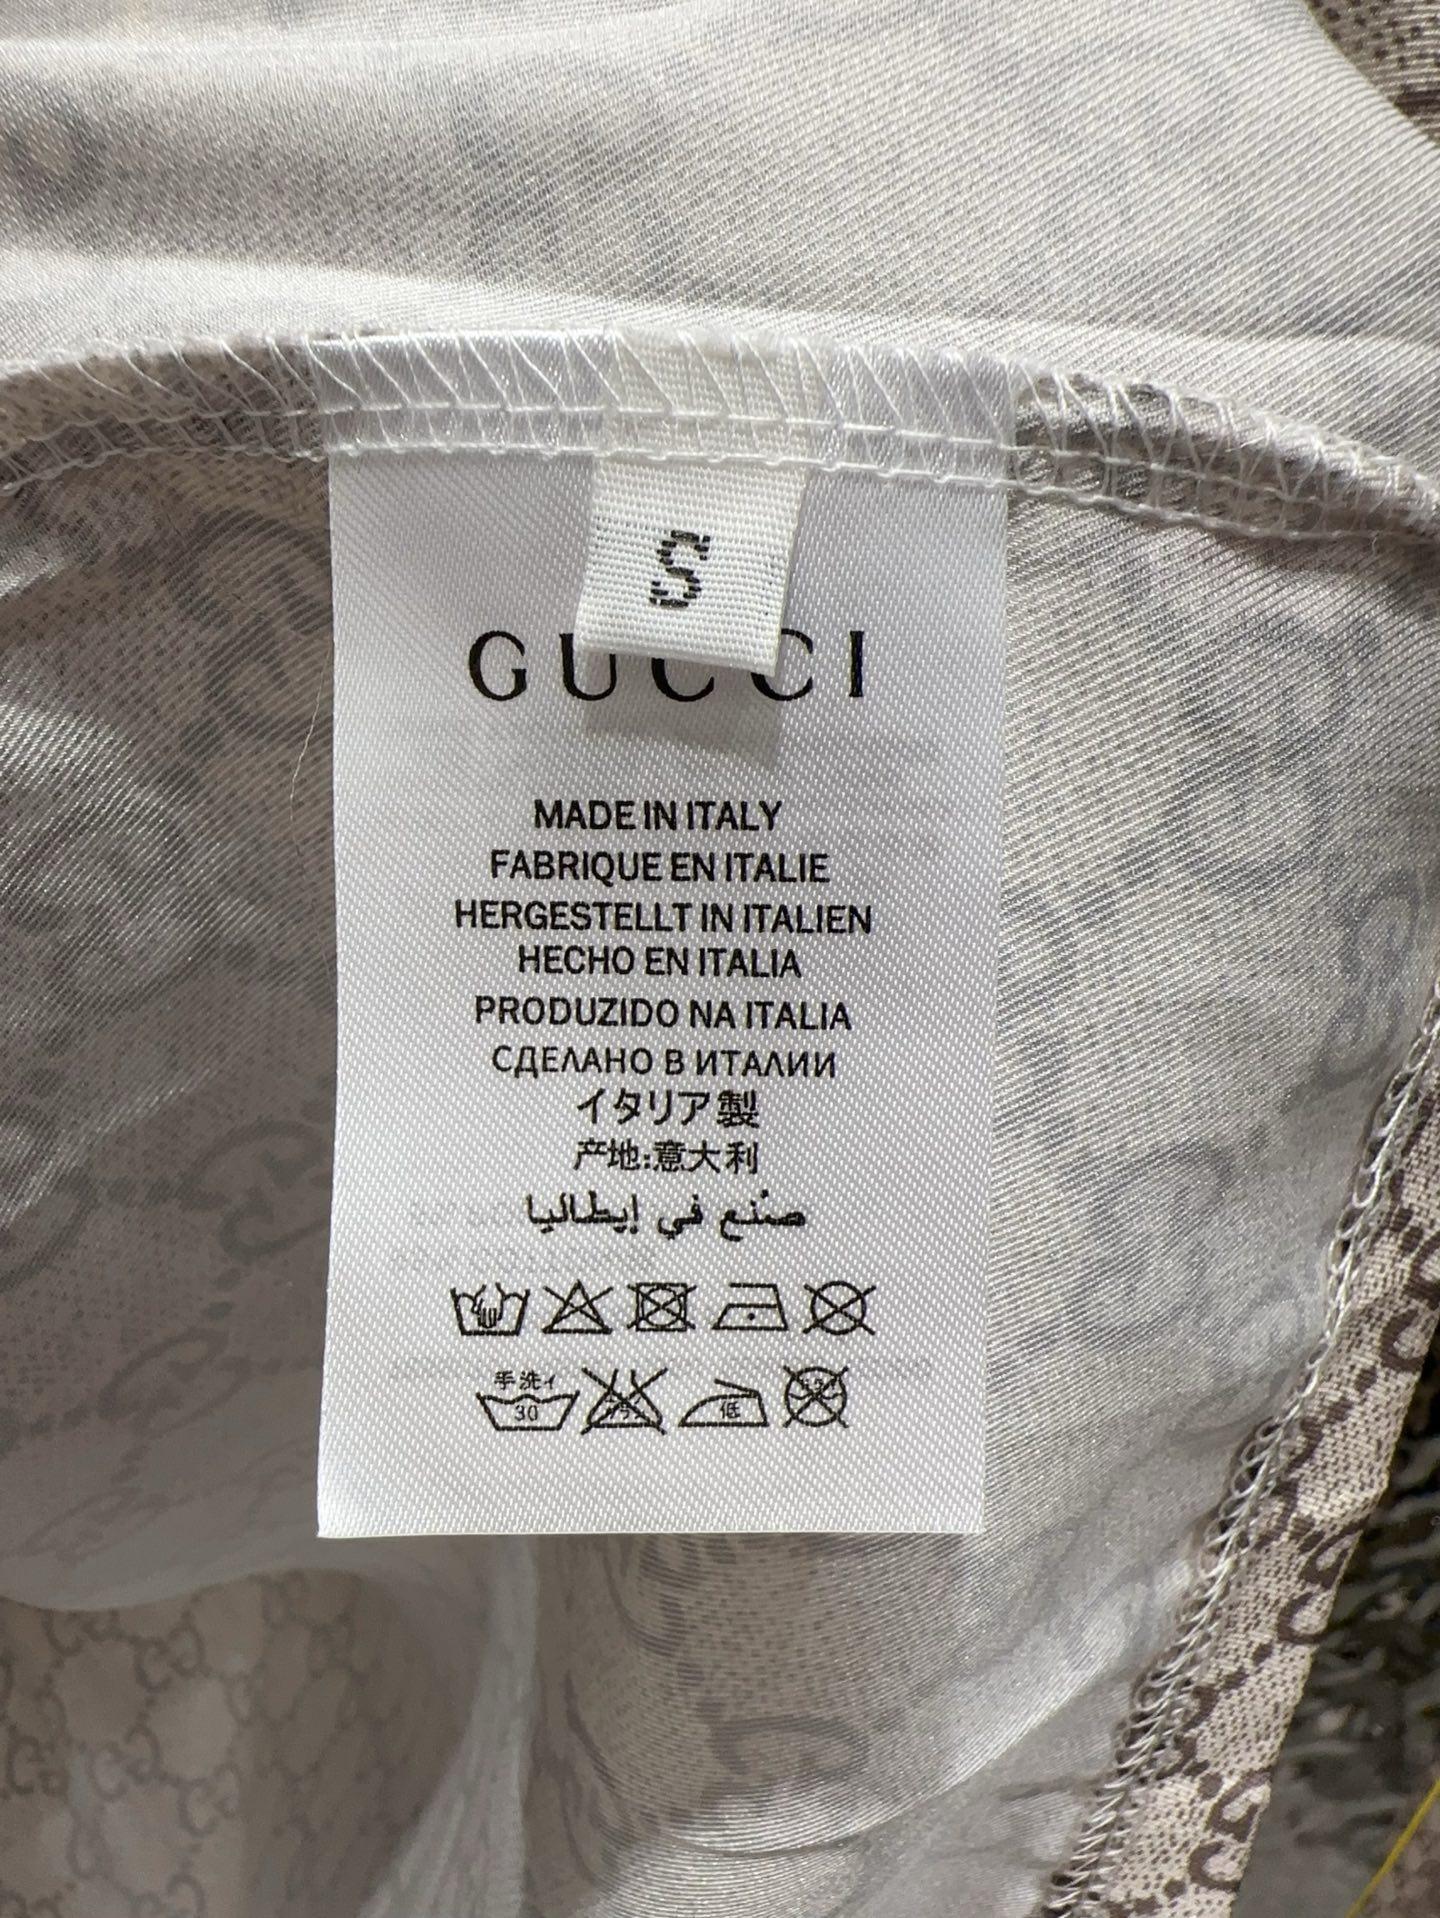 S
GUCCI
MADE IN ITALY
FABRIQUE EN ITALIE
HERGESTELLT IN ITALIEN
HECHO EN ITALIA
PRODUZIDO NA ITALIA
СДЕЛАНО В ИТАЛИИ
イタリア製
产地:意大利
صنع في إيطاليا
手洗イ
30
低